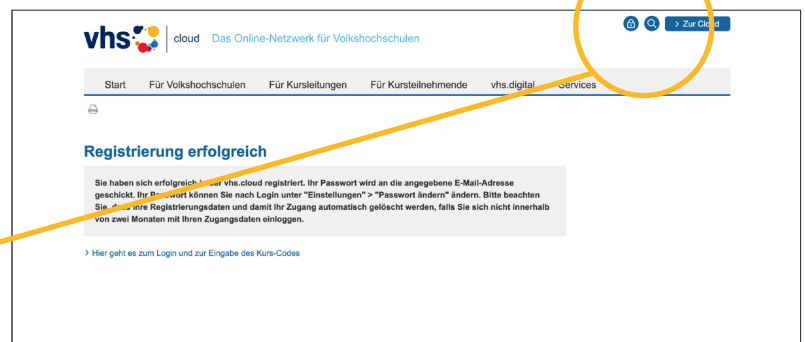 vhs cloud Das Online-Netzwerk für Volkshochschulen
> Zur Cloud
Start Für Volkshochschulen Für Kursleitungen Für Kursteilnehmende vhs.digital Services
Registrierung erfolgreich
Sie haben sich erfolgreich in der vhs.cloud registriert. Ihr Passwort wird an die angegebene E-Mail-Adresse
geschickt. Ihr Passwort können Sie nach Login unter "Einstellungen" > "Passwort ändern" ändern. Bitte beachten
Sie, dass Ihre Registrierungsdaten und damit Ihr Zugang automatisch gelöscht werden, falls Sie sich nicht innerhalb
von zwei Monaten mit Ihren Zugangsdaten einloggen.
> Hier geht es zum Login und zur Eingabe des Kurs-Codes